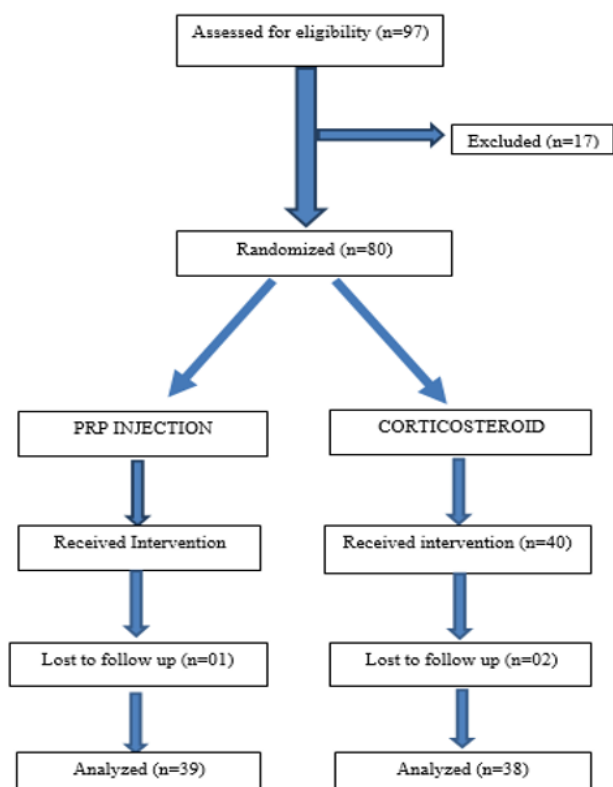 Assessed for eligibility (n=97)
Excluded (n=17)
Randomized (n=80)
PRP INJECTION
CORTICOSTEROID
Received Intervention
Received intervention (n=40)
Lost to follow up (n=01)
Lost to follow up (n=02)
Analyzed (n=39)
Analyzed (n=38)